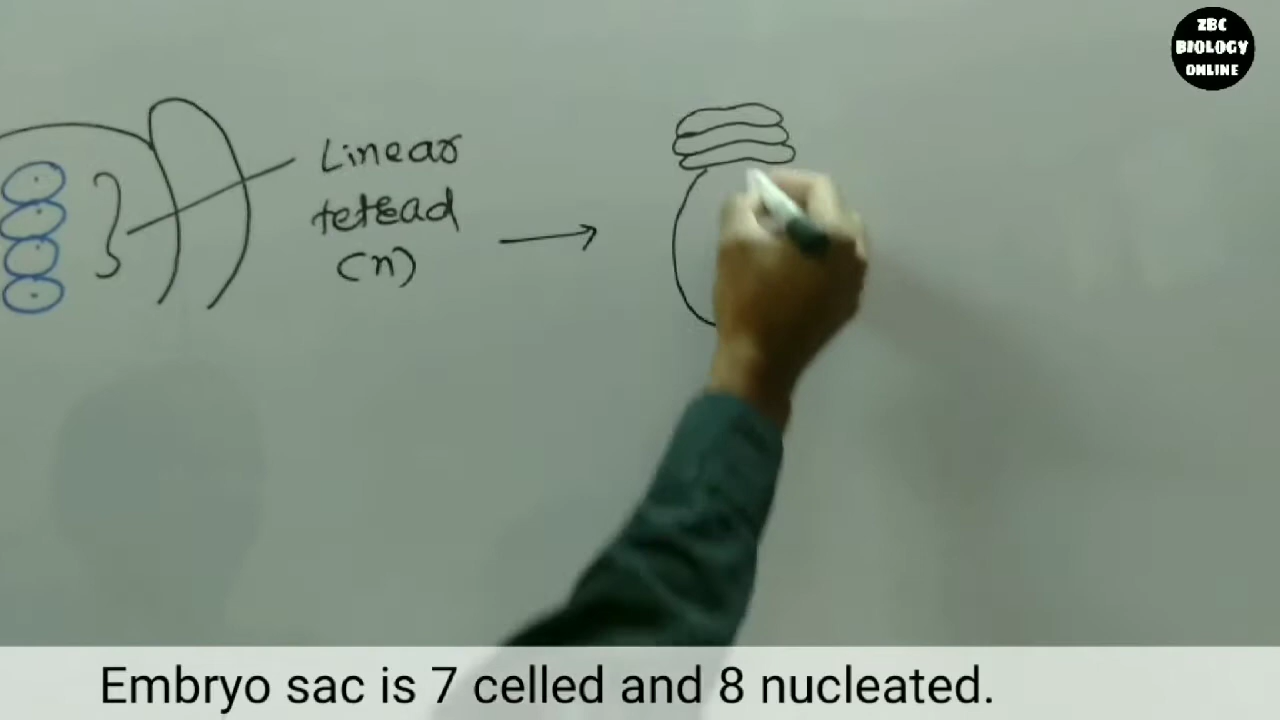 ZBC
BIOLOGY
ONLINE
Linear
tetrad
(n)
Embryo sac is 7 celled and 8 nucleated.